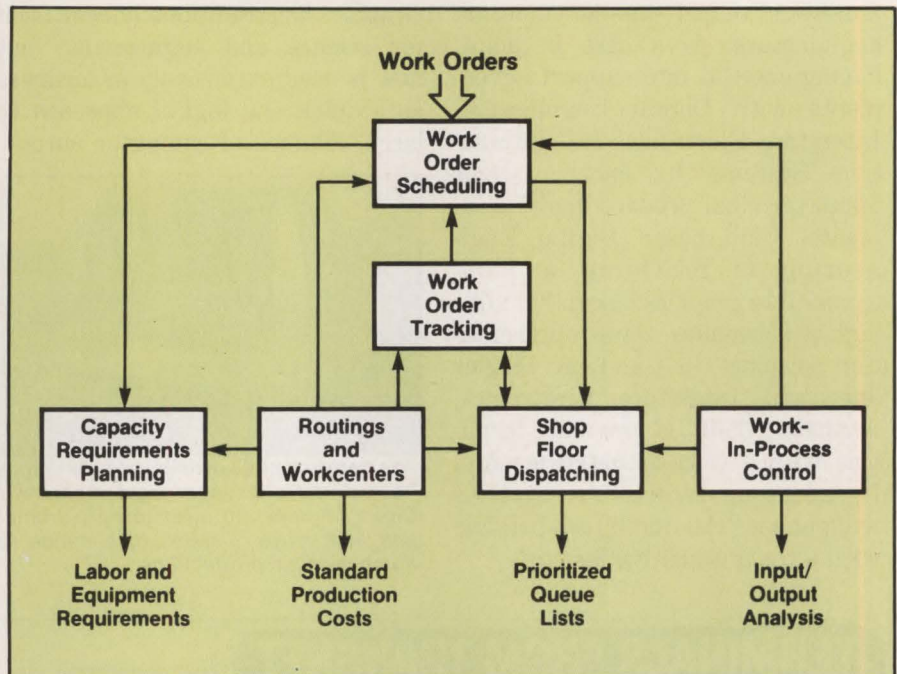 Work Orders
Work
Order
Scheduling
Work
Order
Tracking
Capacity
Requirements
Planning
Routings
and
Workcenters
Shop
Floor
Dispatching
Work-
In-Process
Control
Labor and
Equipment
Requirements
Standard
Production
Costs
Prioritized
Queue
Lists
Input/
Output
Analysis